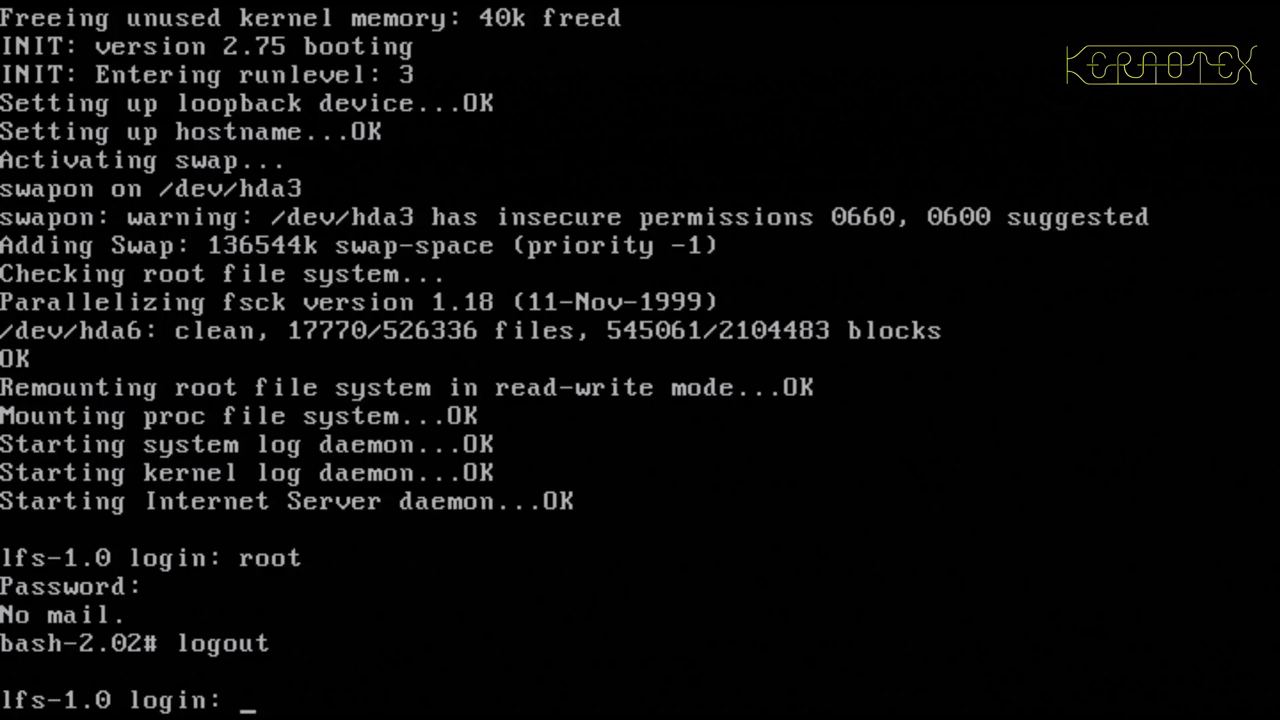 Freeing unused kernel memory: 40k freed
KERNOTEX
INIT: version 2.75 booting
INIT: Entering runlevel: 3
Setting up loopback device...OK
Setting up hostname...OK
Activating swap...
swapon on /dev/hda3
swapon: warning: /dev/hda3 has insecure permissions 0660, 0600 suggested
Adding Swap: 136544k swap-space (priority -1)
Checking root file system...
Parallelizing fsck version 1.18 (11-Nov-1999)
/dev/hda6: clean, 17770/526336 files, 545061/2104483 blocks
OK
Remounting root file system in read-write mode...OK
Mounting proc file system...OK
Starting system log daemon...OK
Starting kernel log daemon...OK
Starting Internet Server daemon...OK
lfs-1.0 login: root
Password:
No mail.
bash-2.02# logout
lfs-1.0 login: _